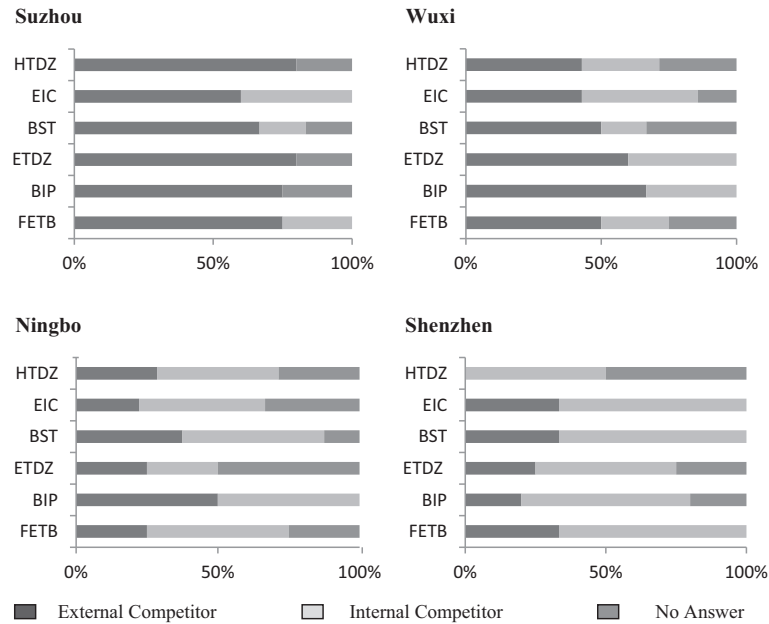 Suzhou
HTDZ
EIC
BST
ETDZ
BIP
FETB
0% 50% 100%
Wuxi
HTDZ
EIC
BST
ETDZ
BIP
FETB
0% 50% 100%
Ningbo
HTDZ
EIC
BST
ETDZ
BIP
FETB
0% 50% 100%
Shenzhen
HTDZ
EIC
BST
ETDZ
BIP
FETB
0% 50% 100%
External Competitor Internal Competitor No Answer